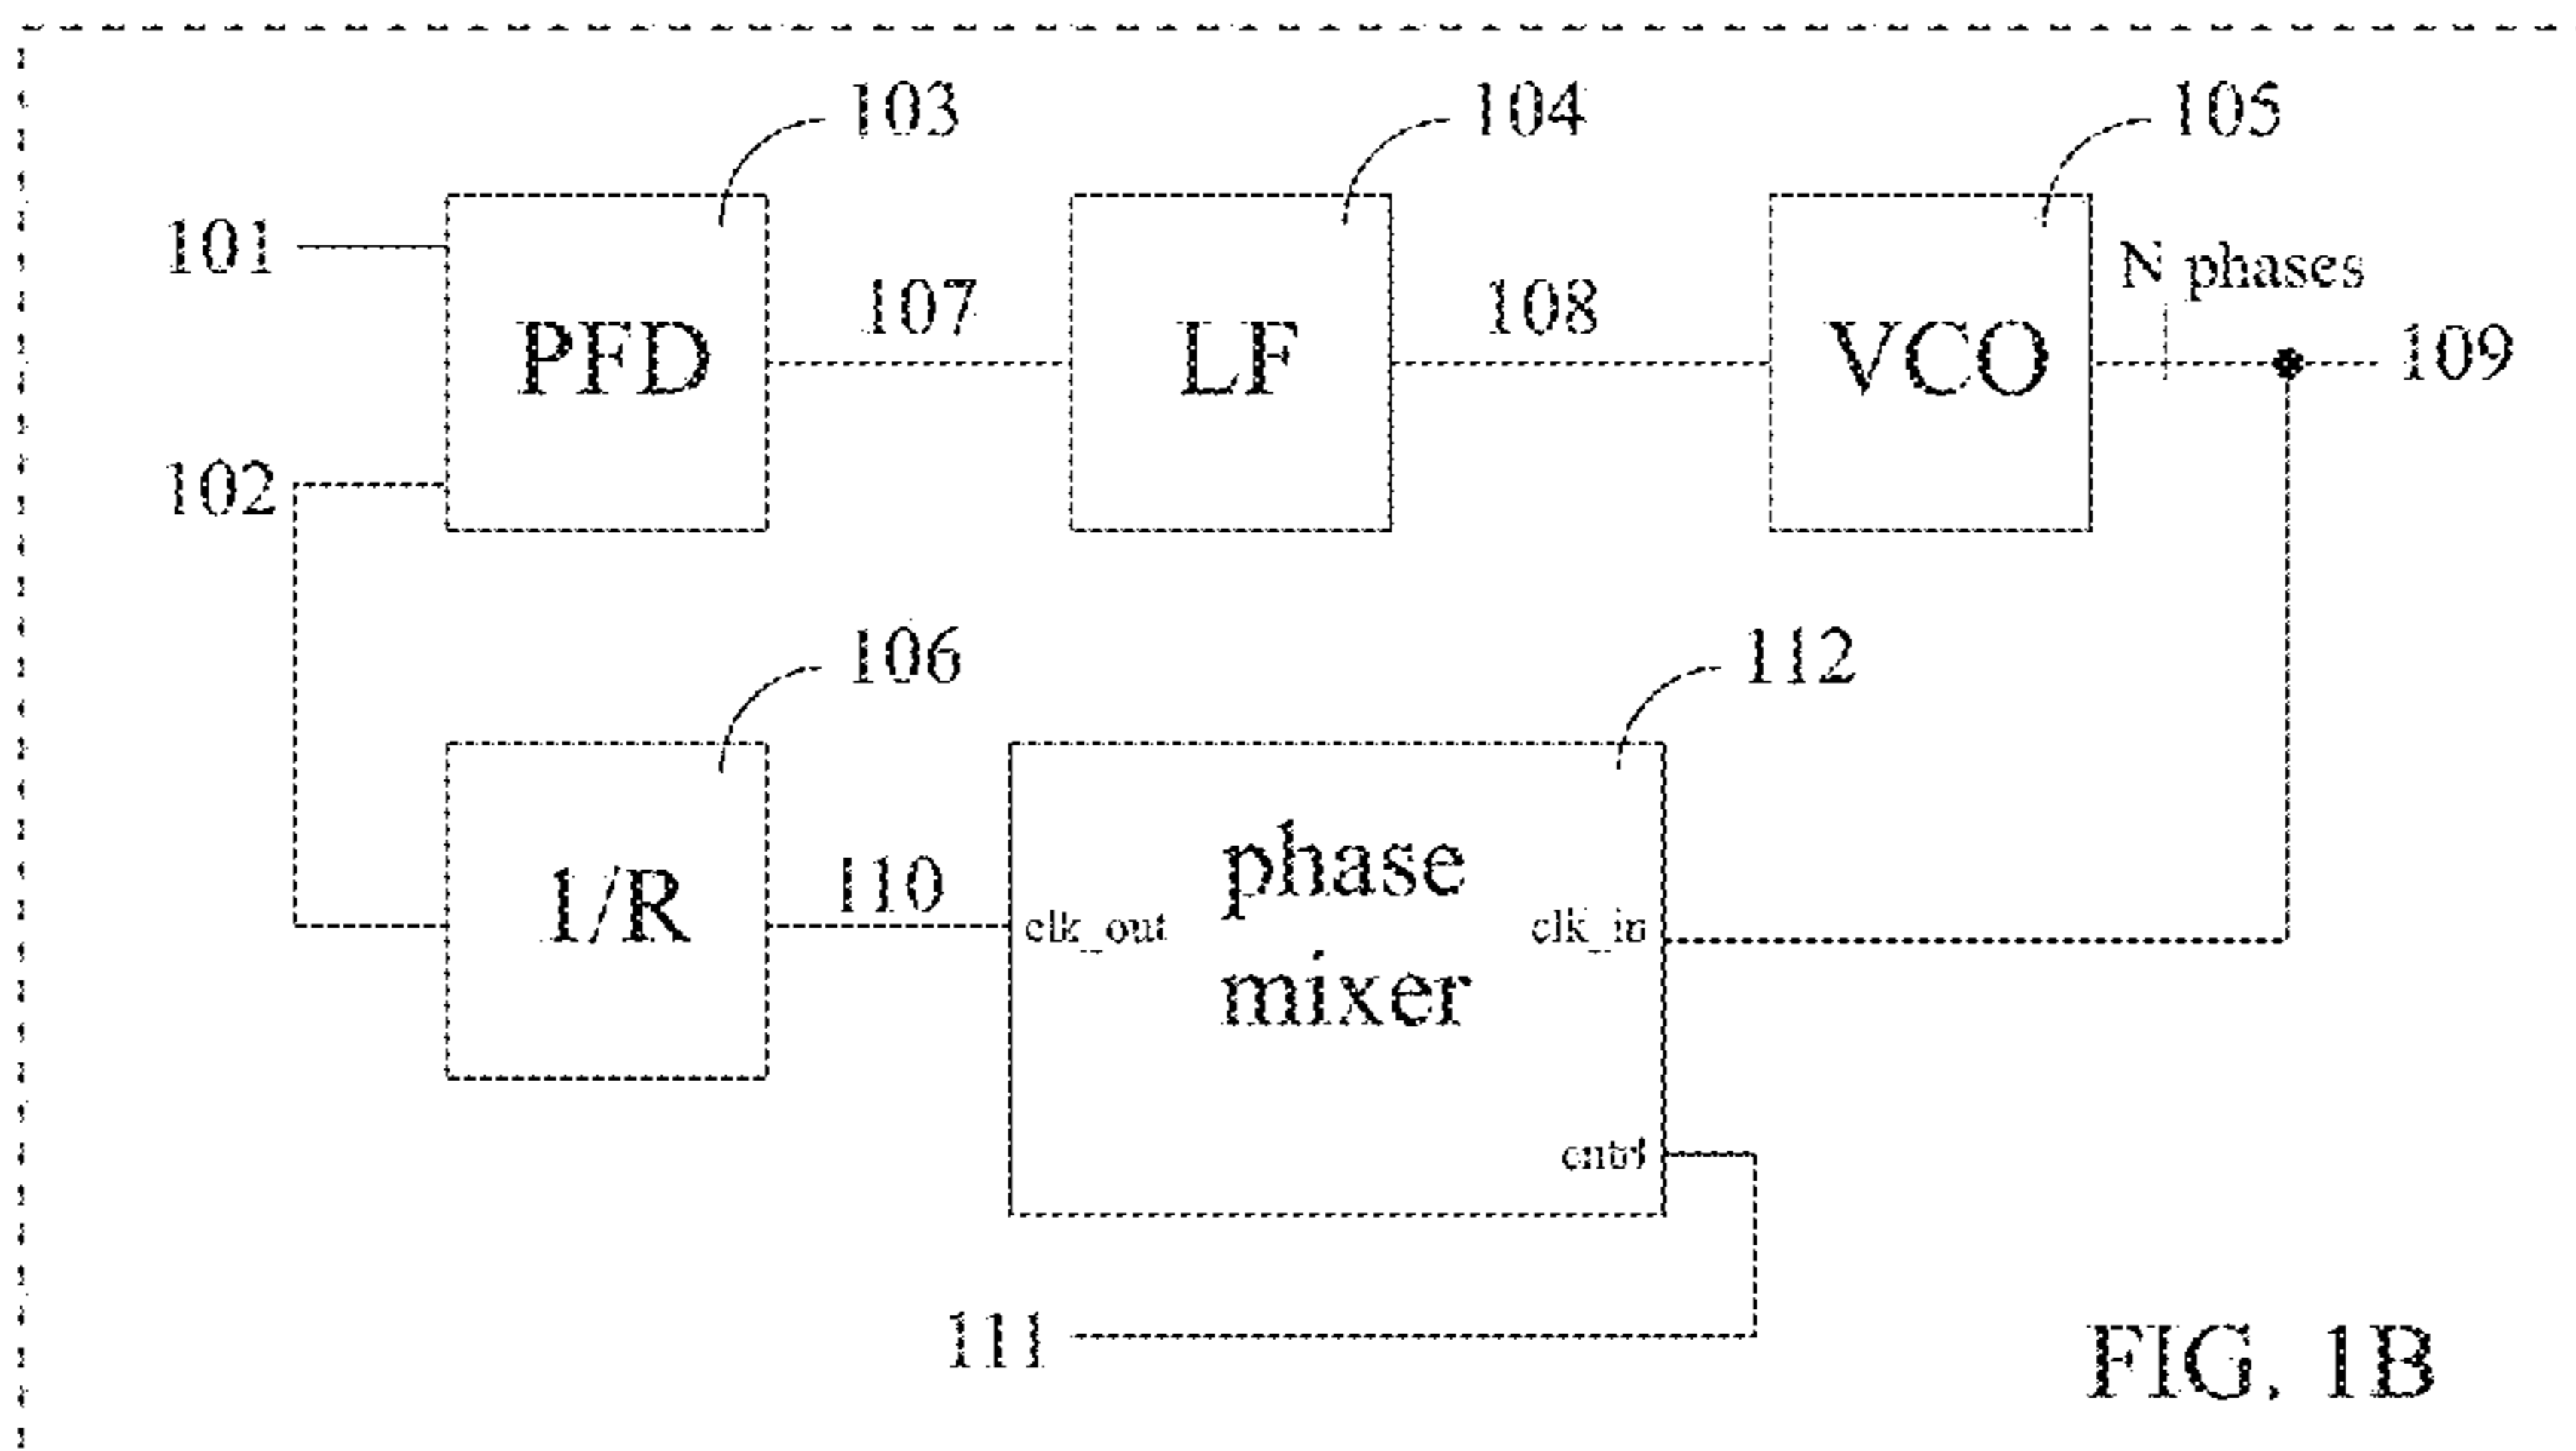 103
104
105
101
PFD
107
LF
108
VCO
N phases
109
102
106
112
1/R
110
clk_out
phase
mixer
clk_in
cntrl
111
FIG. 1B